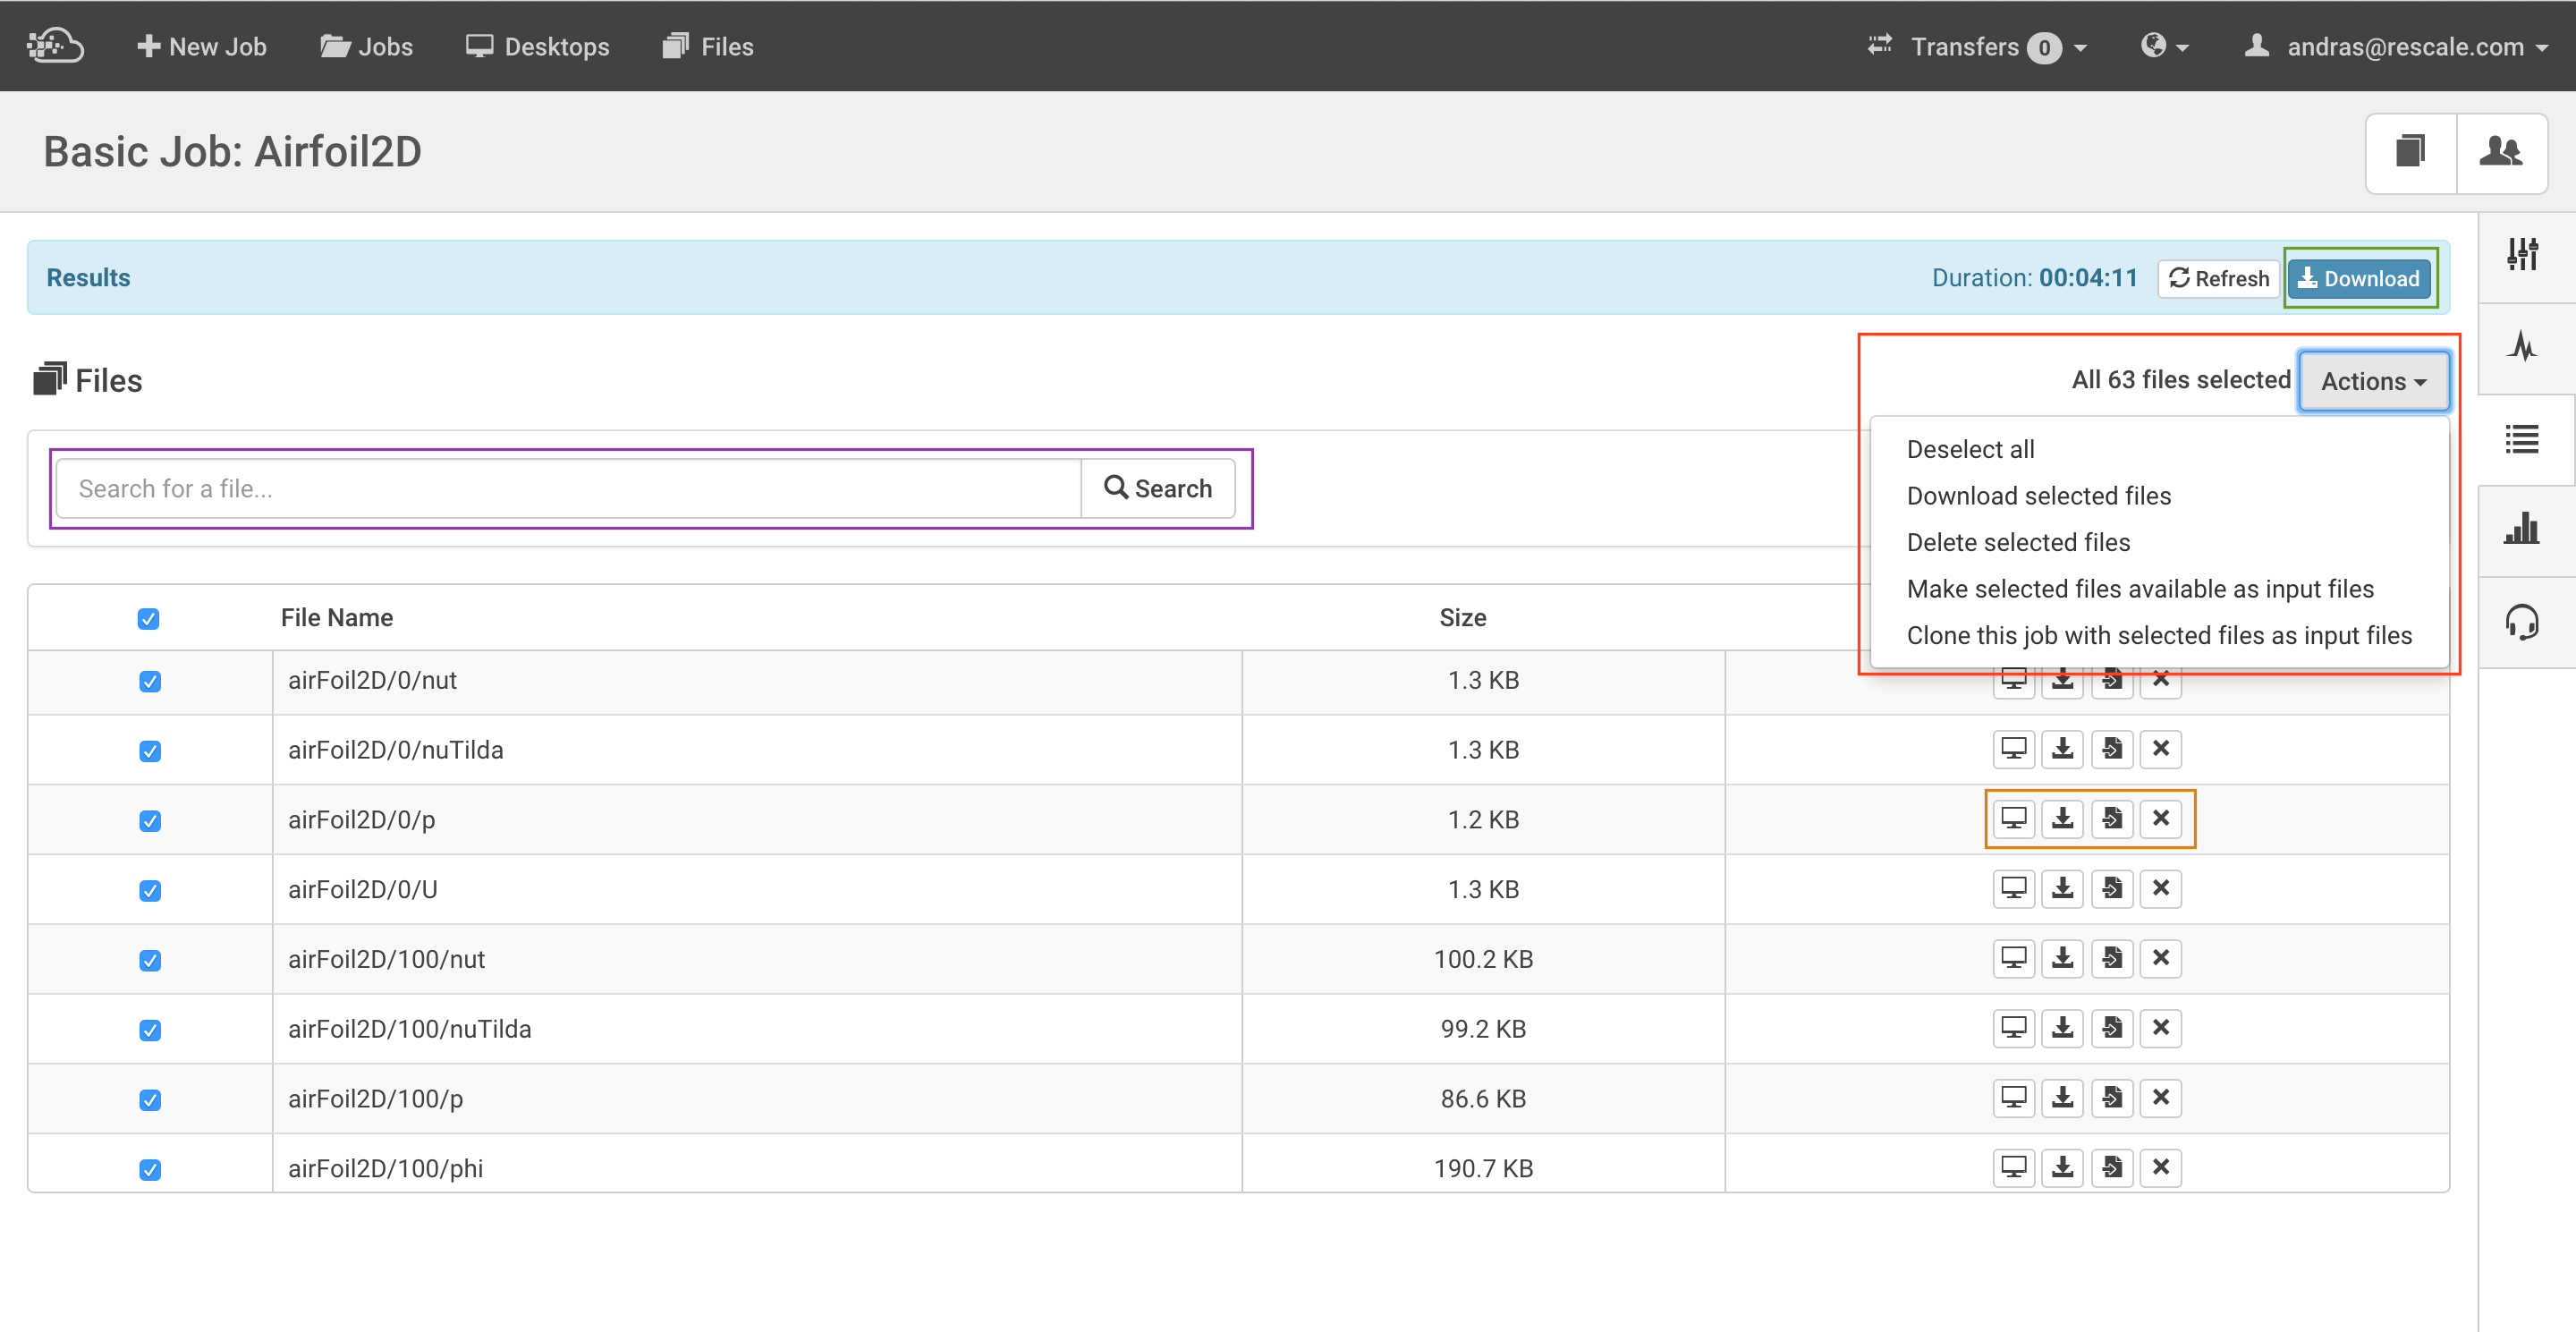 New Job Jobs Desktops Files Transfers 0 andras@rescale.com
Basic Job: Airfoil2D
Results Duration: 00:04:11 Refresh Download
Files All 63 files selected Actions
Deselect all
Search for a file... Search
Download selected files
Delete selected files
Make selected files available as input files
Clone this job with selected files as input files
File Name Size
airFoil2D/0/nut 1.3 KB
airFoil2D/0/nuTilda 1.3 KB
airFoil2D/0/p 1.2 KB
airFoil2D/0/U 1.3 KB
airFoil2D/100/nut 100.2 KB
airFoil2D/100/nuTilda 99.2 KB
airFoil2D/100/p 86.6 KB
airFoil2D/100/phi 190.7 KB